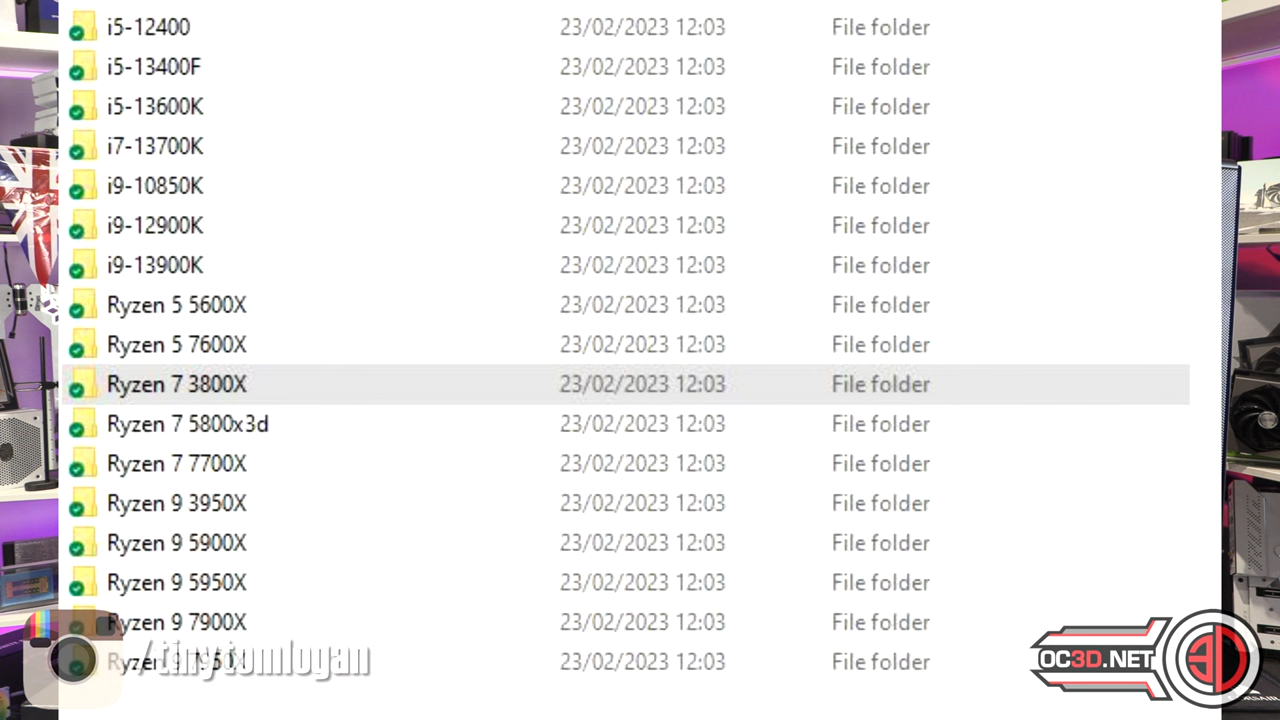 i5-12400 23/02/2023 12:03 File folder
i5-13400F 23/02/2023 12:03 File folder
i5-13600K 23/02/2023 12:03 File folder
i7-13700K 23/02/2023 12:03 File folder
i9-10850K 23/02/2023 12:03 File folder
i9-12900K 23/02/2023 12:03 File folder
i9-13900K 23/02/2023 12:03 File folder
Ryzen 5 5600X 23/02/2023 12:03 File folder
Ryzen 5 7600X 23/02/2023 12:03 File folder
Ryzen 7 3800X 23/02/2023 12:03 File folder
Ryzen 7 5800x3d 23/02/2023 12:03 File folder
Ryzen 7 7700X 23/02/2023 12:03 File folder
Ryzen 9 3950X 23/02/2023 12:03 File folder
Ryzen 9 5900X 23/02/2023 12:03 File folder
Ryzen 9 5950X 23/02/2023 12:03 File folder
Ryzen 9 7900X 23/02/2023 12:03 File folder
Ryzen 9 7950X 23/02/2023 12:03 File folder
/tinytomlogan
OC3D.NET
3D